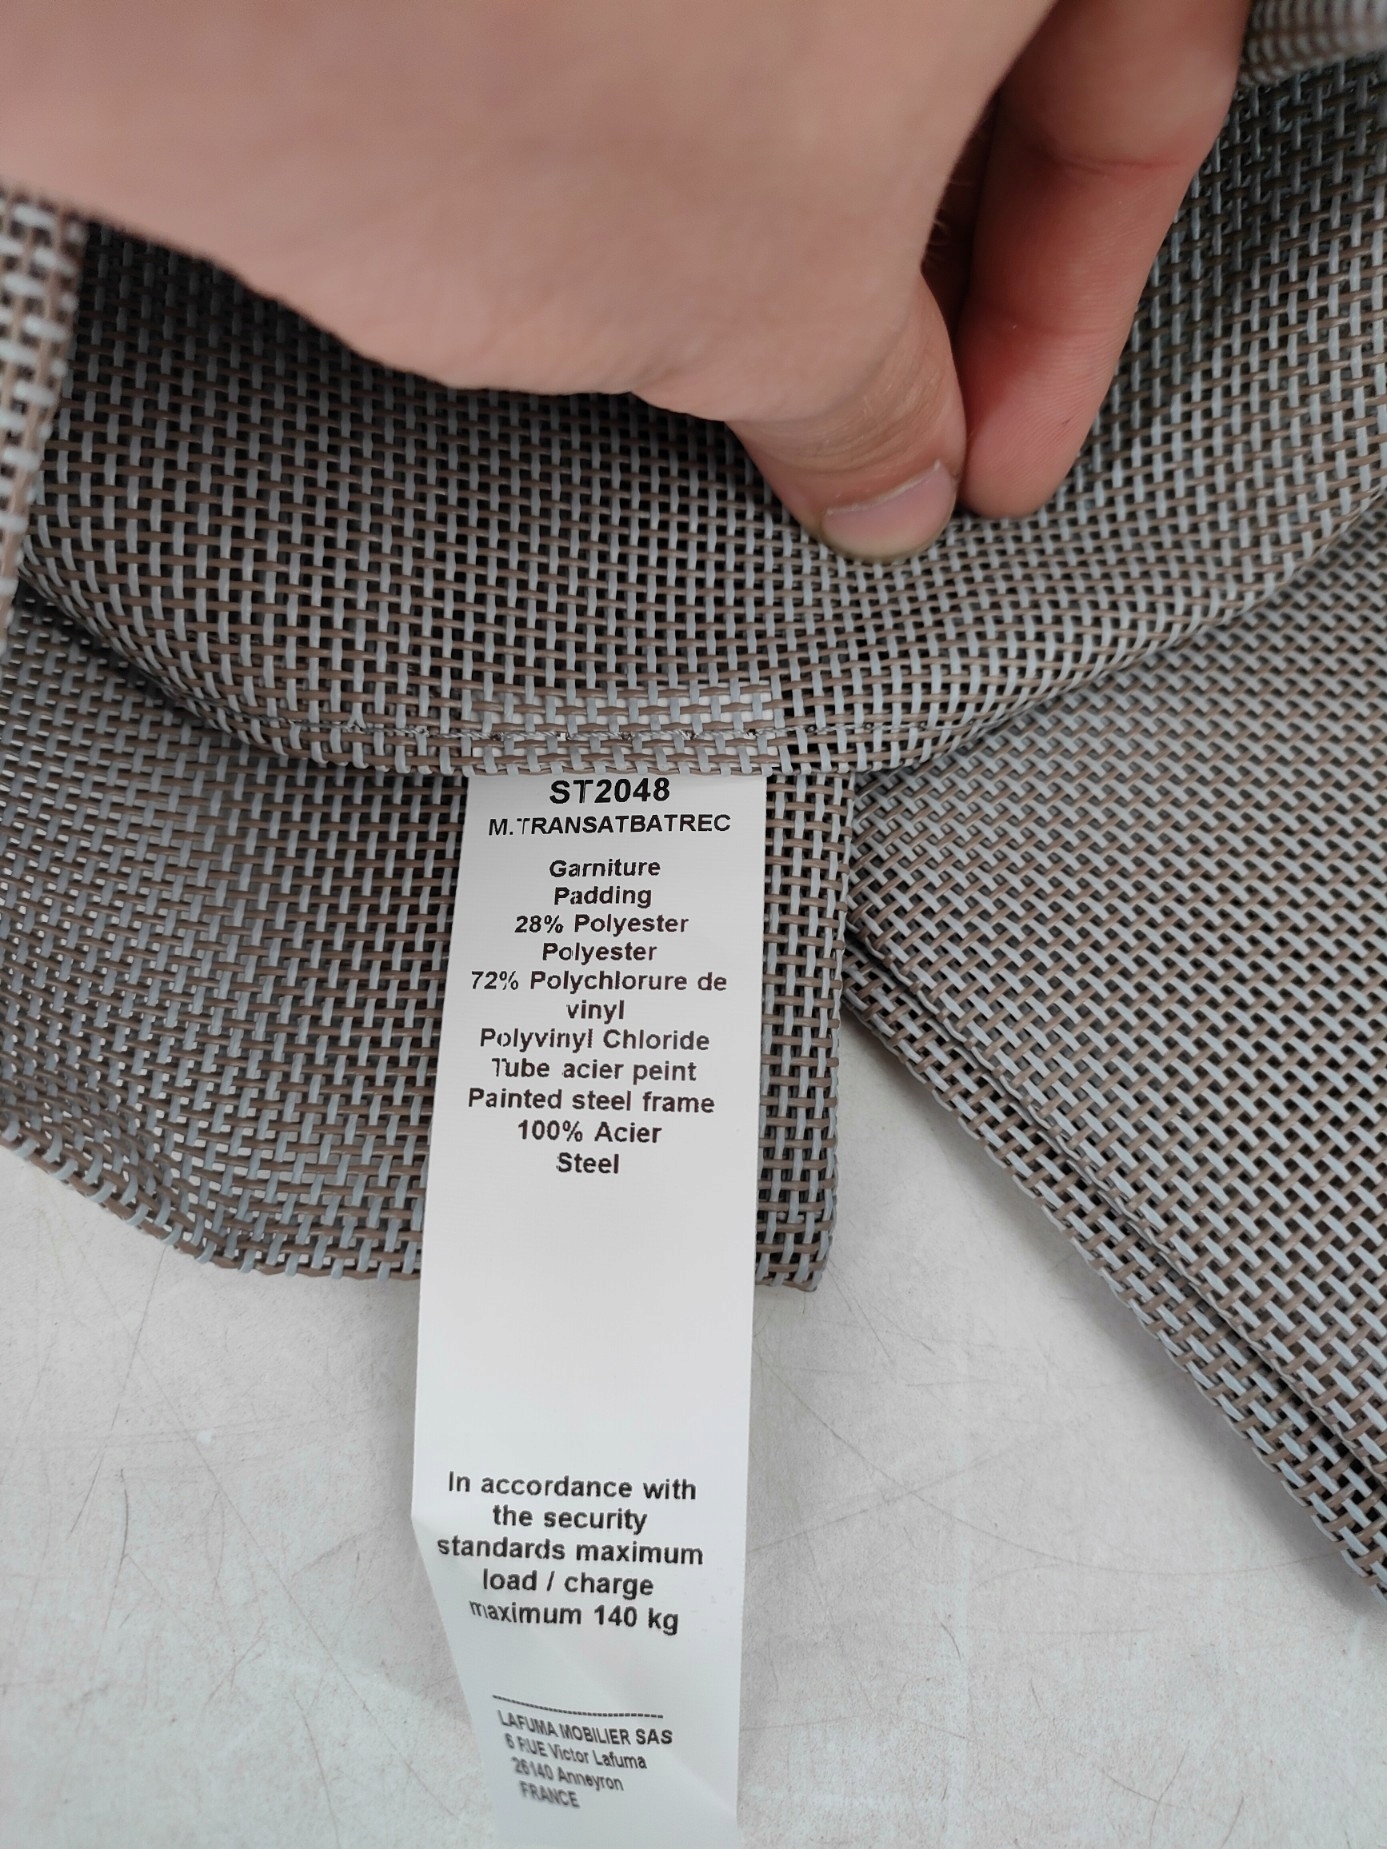 ST2048
M.TRANSATBATREC
Garniture
Padding
28% Polyester
Polyester
72% Polychlorure de
vinyl
Polyvinyl Chloride
Tube acier peint
Painted steel frame
100% Acier
Steel
In accordance with
the security
standards maximum
load / charge
maximum 140 kg
LAFUMA MOBILIER SAS
6 RUE Victor Lafuma
26140 Anneyron
FRANCE